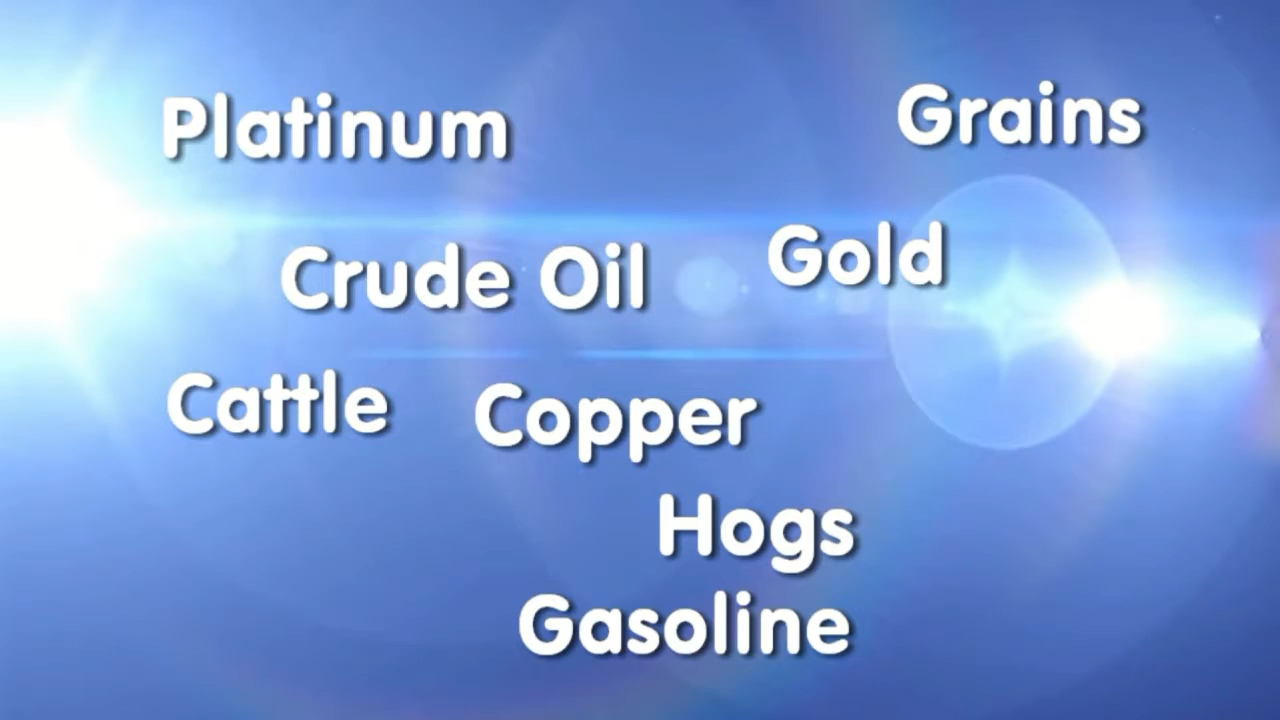 Platinum
Grains
Crude Oil
Gold
Cattle
Copper
Hogs
Gasoline